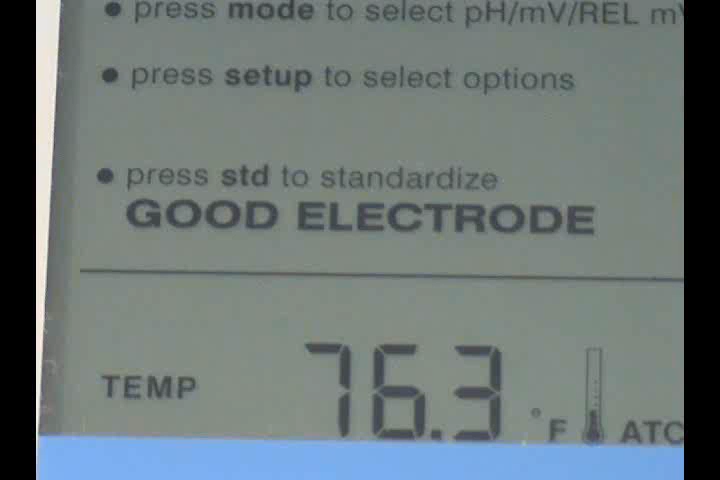 • press mode to select pH/mV/REL mV
• press setup to select options
• press std to standardize
GOOD ELECTRODE
TEMP 76.3 °F ATC